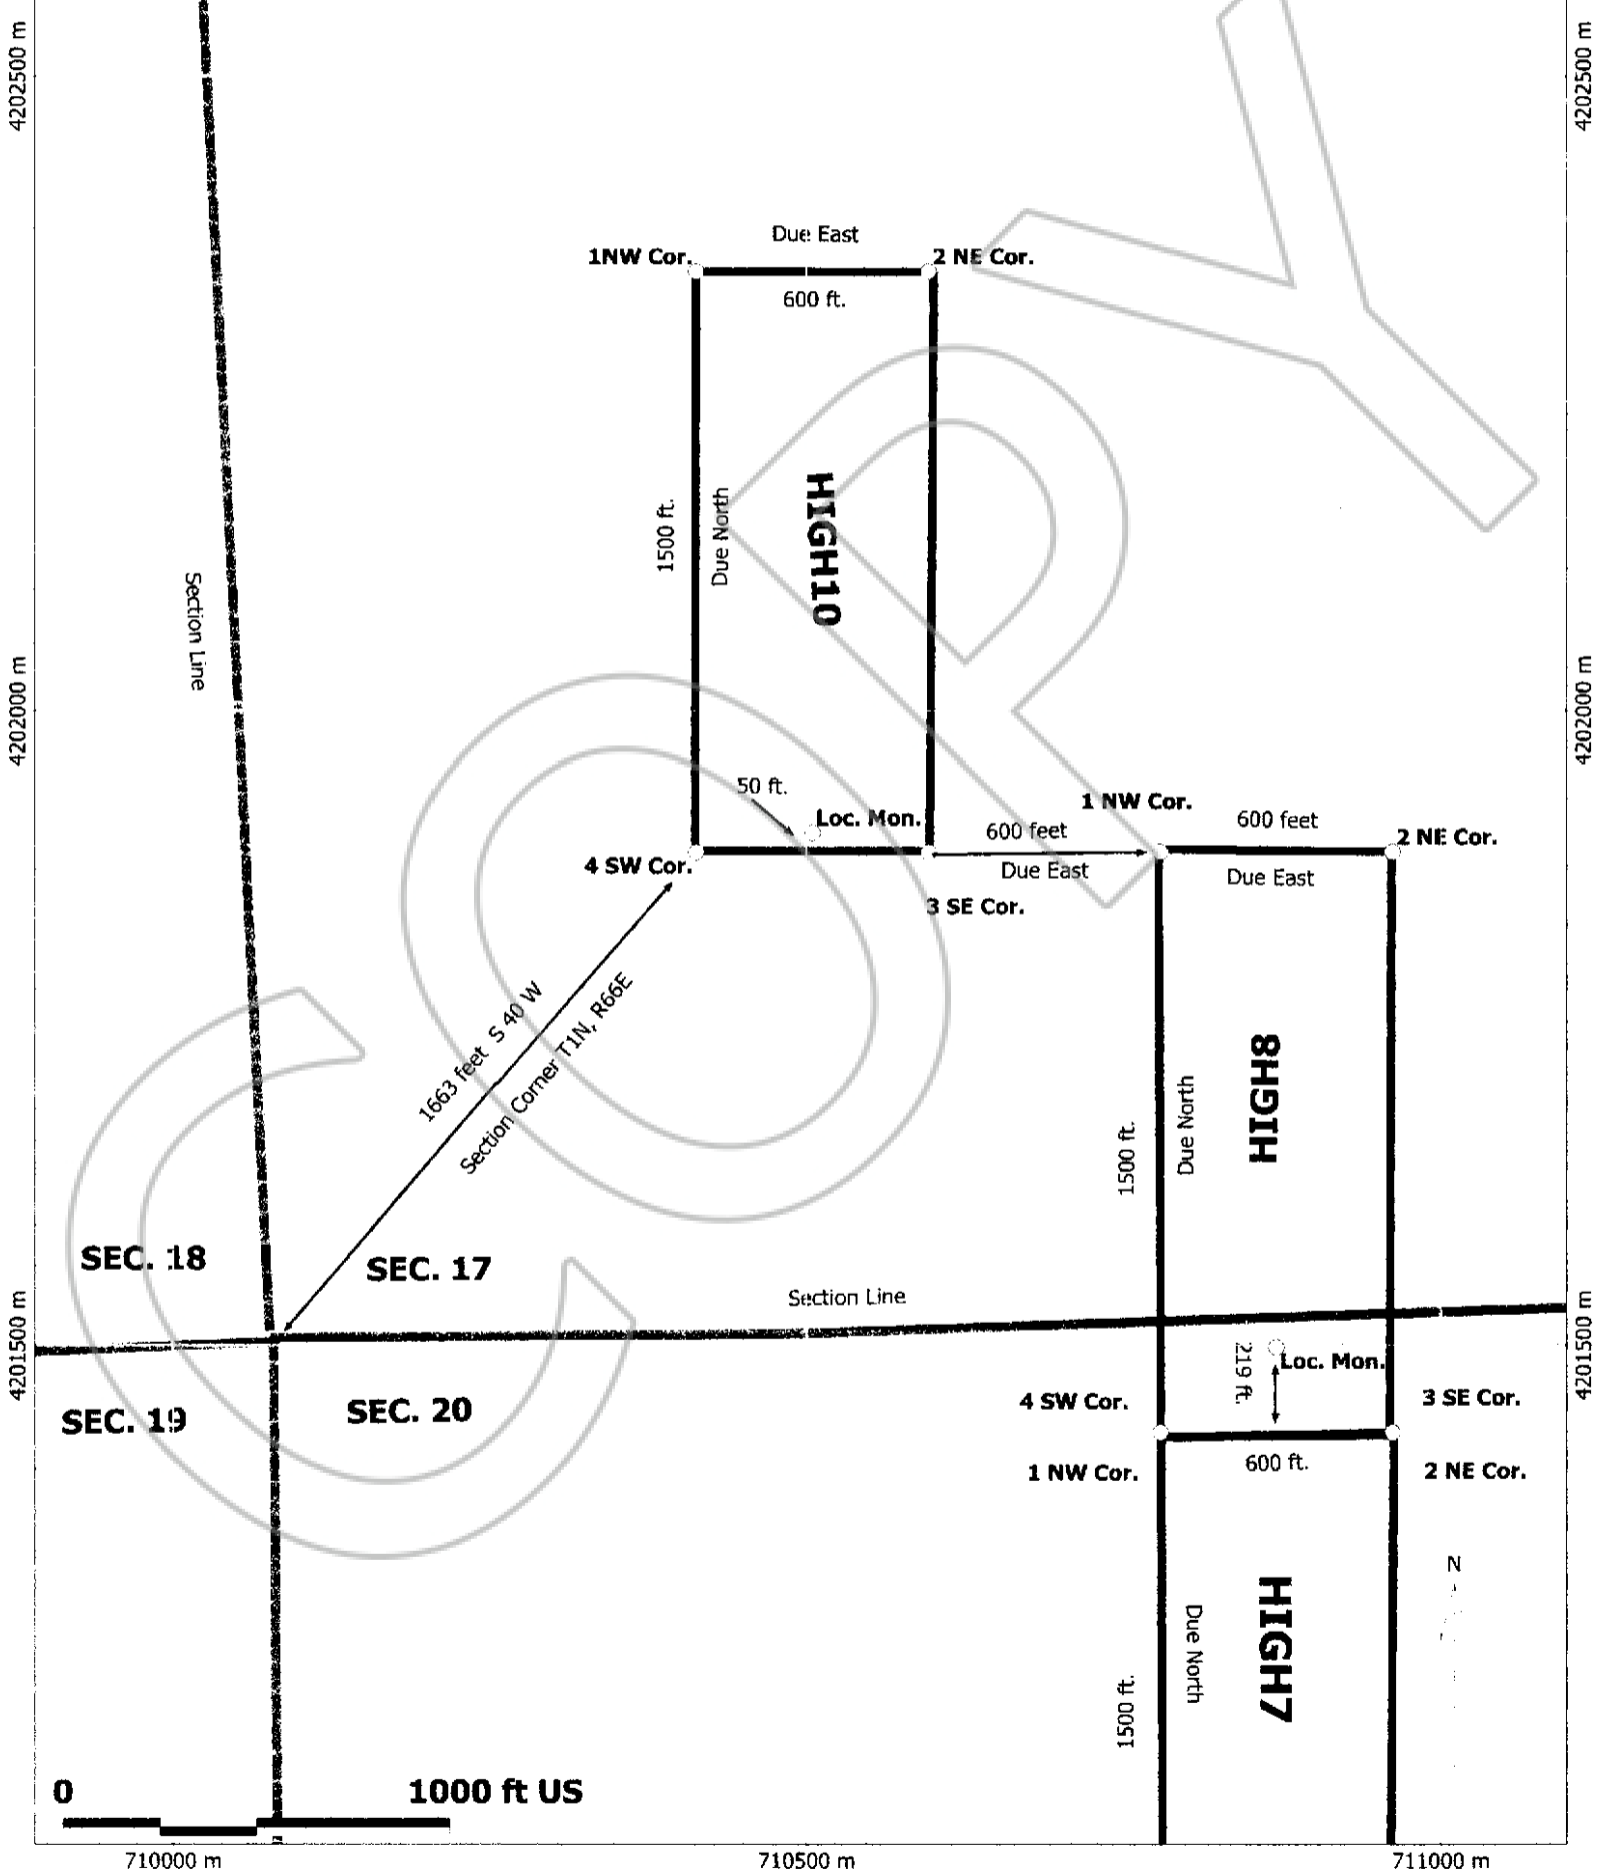 4202500 m
4202500 m
Due East
1NW Cor.
2 NE Cor.
600 ft.
1500 ft.
Due North
HIGH10
Section Line
4202000 m
4202000 m
50 ft.
Loc. Mon.
1 NW Cor.
600 feet
600 feet
2 NE Cor.
4 SW Cor.
Due East
Due East
3 SE Cor.
1663 feet S 40 W
Section Corner T1N, R66E
8HGIH
Due North
1500 ft.
SEC. 18
SEC. 17
Section Line
4201500 m
4201500 m
219 ft.
Loc. Mon.
4 SW Cor.
3 SE Cor.
SEC. 19
SEC. 20
600 ft.
1 NW Cor.
2 NE Cor.
N
HIGH7
Due North
1500 ft.
0
1000 ft US
710000 m
710500 m
711000 m
COPY